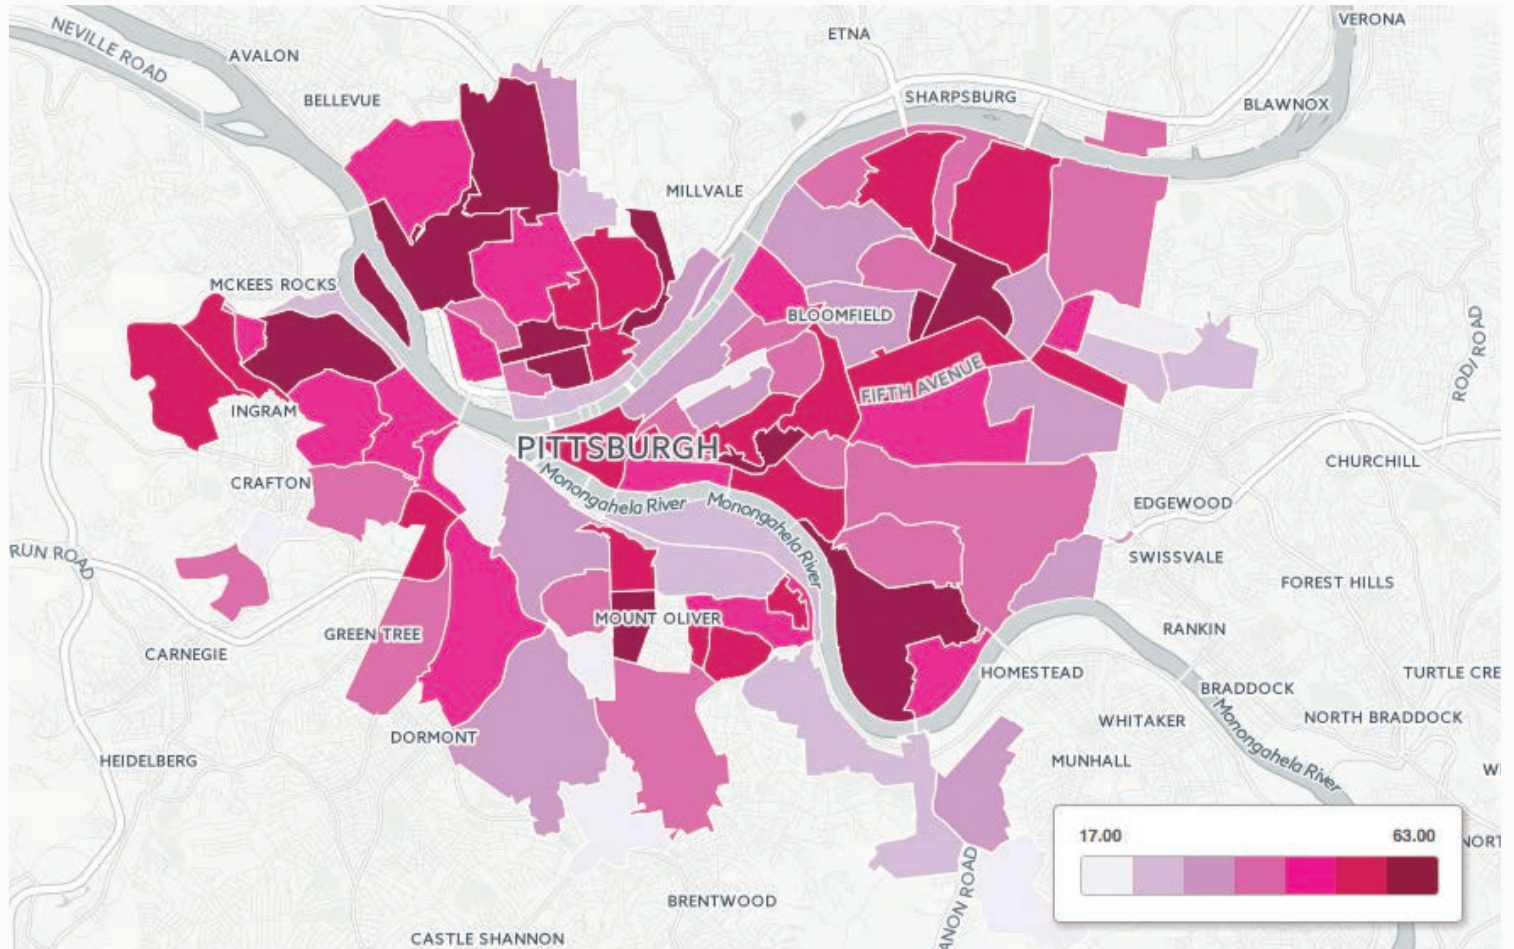 VERONA
NEVILLE ROAD
AVALON
ETNA
BELLEVUE
SHARPSBURG
BLAWNOX
MILLVALE
MCKEES ROCKS
BLOOMFIELD
ROD/ ROAD
FIFTH AVENUE
INGRAM
PITTSBURGH
CHURCHILL
CRAFTON
Monongahela River
Monongahela River
EDGEWOOD
RUN ROAD
SWISSVALE
FOREST HILLS
MOUNT OLIVER
GREEN TREE
RANKIN
CARNEGIE
HOMESTEAD
TURTLE CRE
BRADDOCK
WHITAKER
NORTH BRADDOCK
Monongahela River
DORMONT
HEIDELBERG
MUNHALL
WI
17.00 63.00
NORT
ANON ROAD
BRENTWOOD
CASTLE SHANNON